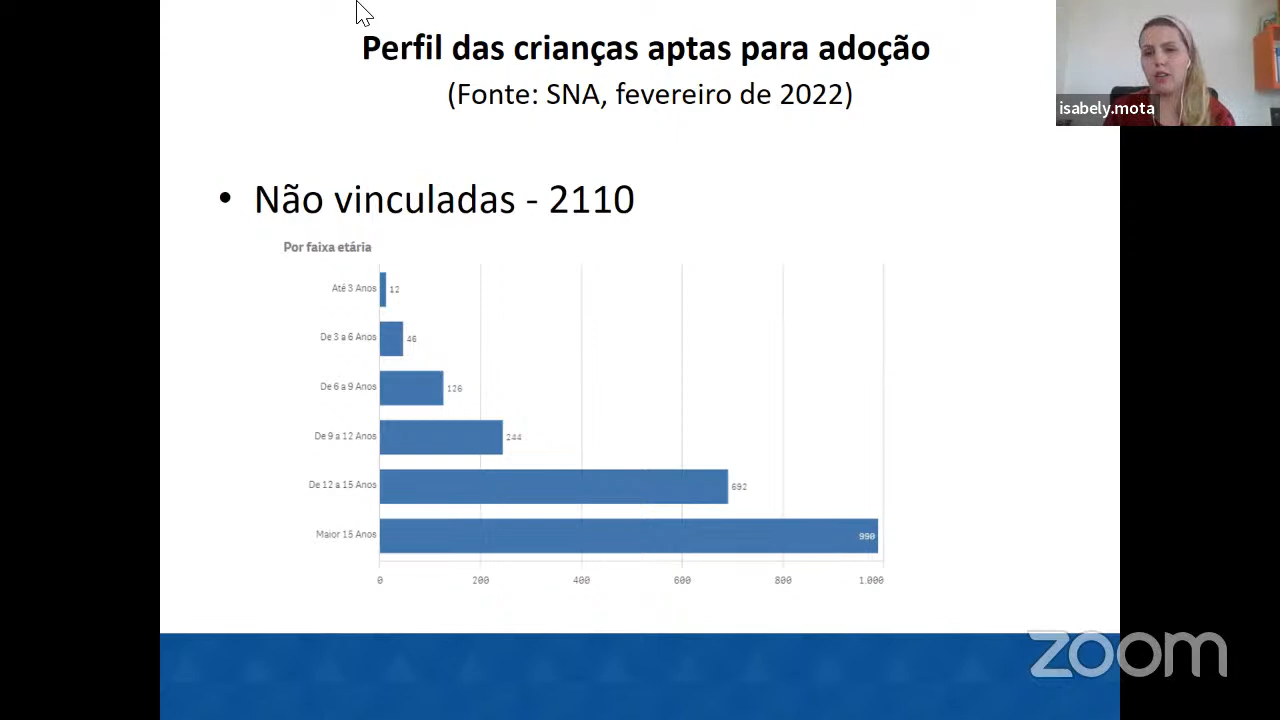 Perfil das crianças aptas para adoção
(Fonte: SNA, fevereiro de 2022)
isabely.mota
• Não vinculadas - 2110
Por faixa etária
Até 3 Anos 12
De 3 a 6 Anos 46
De 6 a 9 Anos 126
De 9 a 12 Anos 244
De 12 a 15 Anos 692
Maior 15 Anos 990
0 200 400 600 800 1.000
zoom